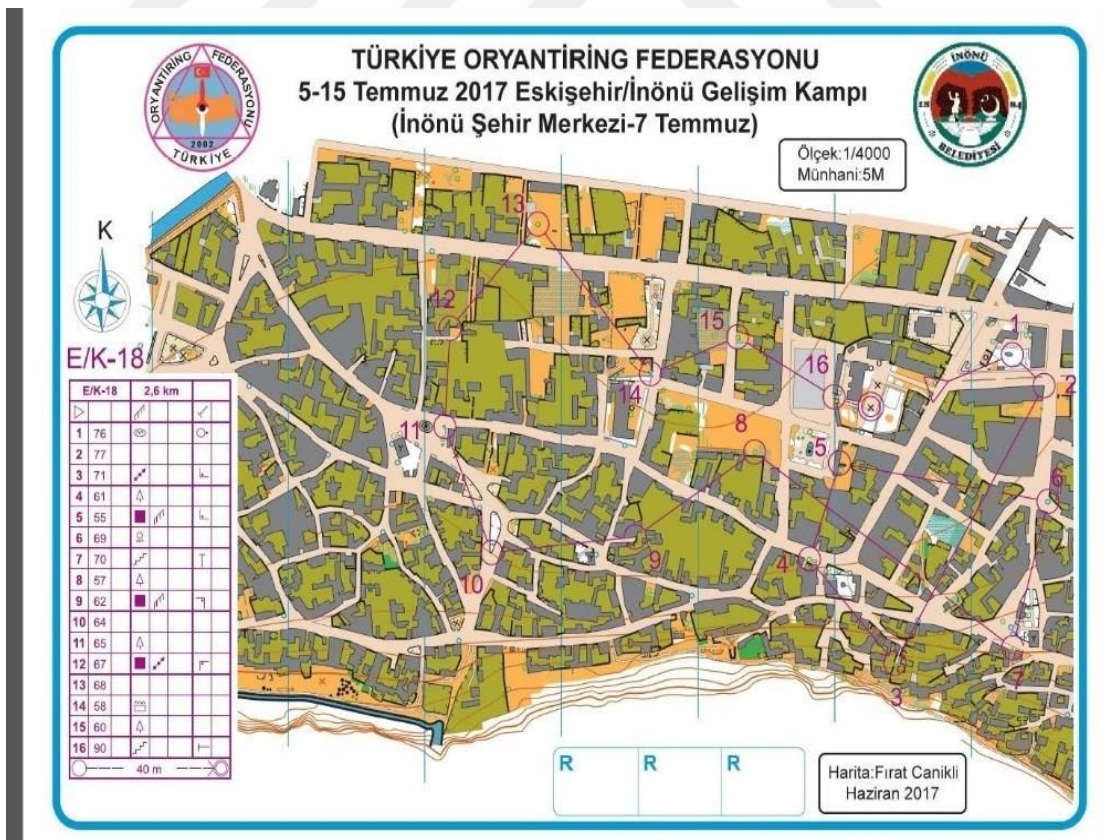 TÜRKİYE ORYANTİRİNG FEDERASYONU
5-15 Temmuz 2017 Eskişehir/İnönü Gelişim Kampı
(İnönü Şehir Merkezi-7 Temmuz)
ORYANTİRİNG FEDERASYONU
2002
TÜRKİYE
İNÖNÜ
BELEDİYESİ
Ölçek:1/4000
Münhani:5M
K
13
12
15
1
16
14
2
11
8
5
6
10
9
4
3
7
E/K-18
E/K-18 2,6 km
1 76
2 77
3 71
4 61
5 55
6 69
7 70
8 57
9 62
10 64
11 65
12 67
13 68
14 58
15 60
16 90
40 m
R R R
Harita:Fırat Canikli
Haziran 2017